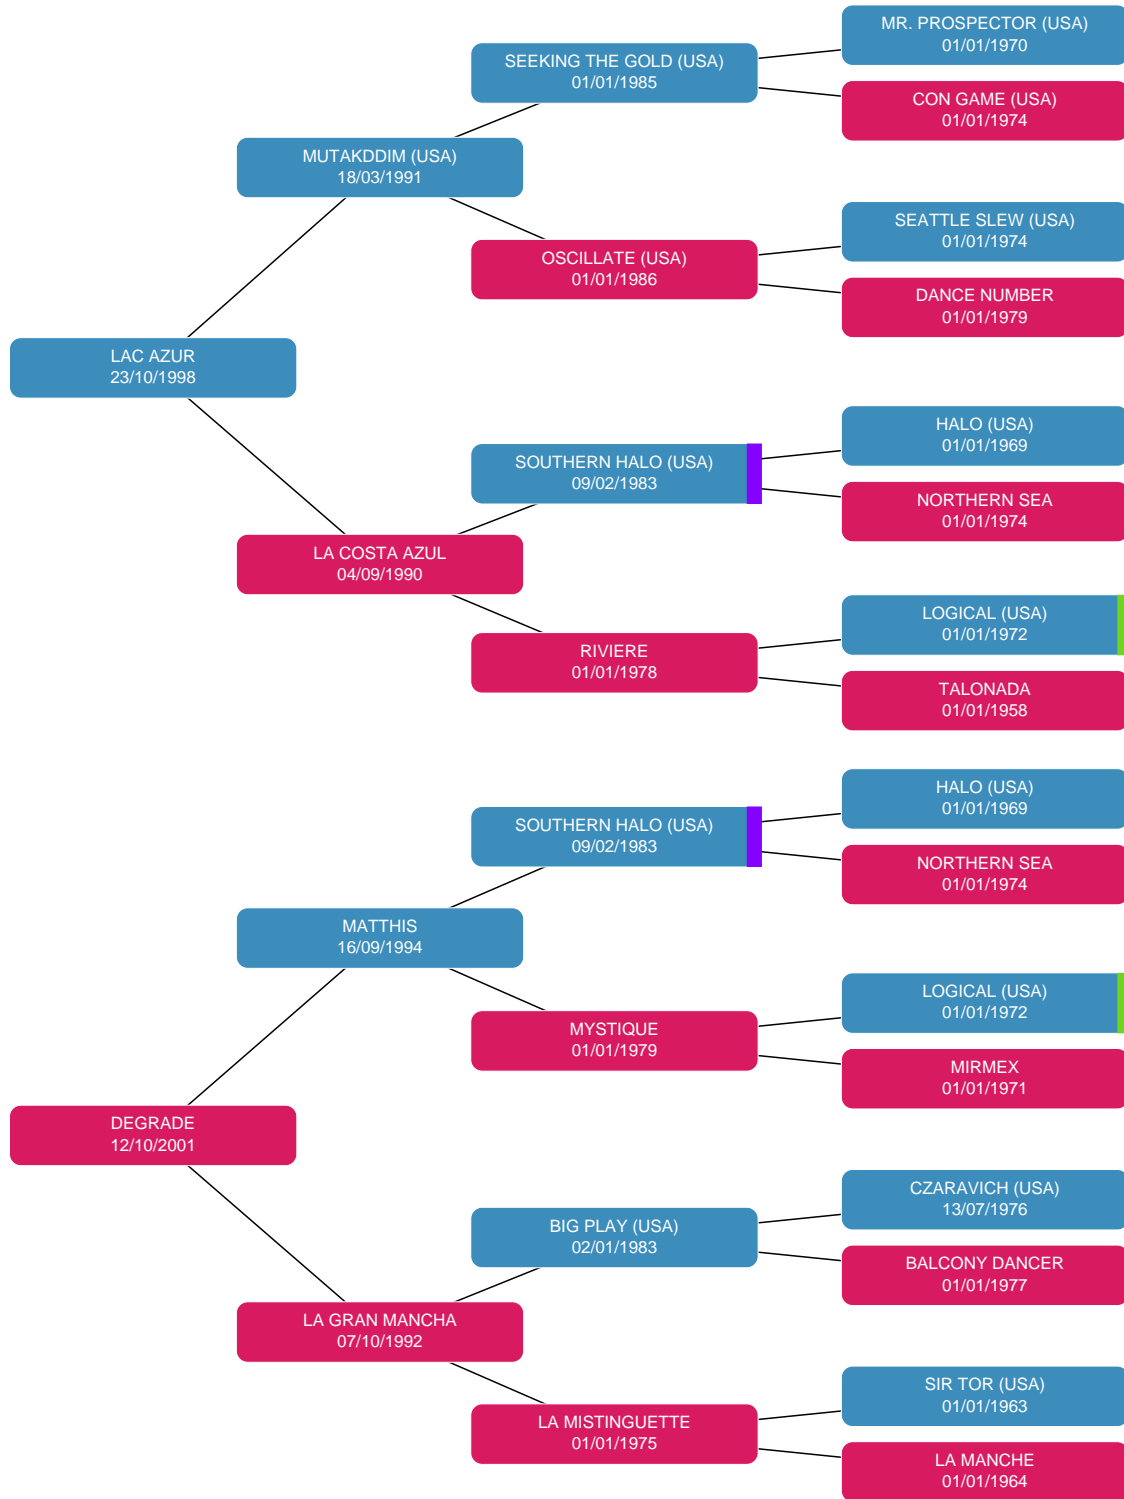 MR. PROSPECTOR (USA)
01/01/1970
SEEKING THE GOLD (USA)
01/01/1985
CON GAME (USA)
01/01/1974
MUTAKDDIM (USA)
18/03/1991
SEATTLE SLEW (USA)
01/01/1974
OSCILLATE (USA)
01/01/1986
DANCE NUMBER
01/01/1979
LAC AZUR
23/10/1998
HALO (USA)
01/01/1969
SOUTHERN HALO (USA)
09/02/1983
NORTHERN SEA
01/01/1974
LA COSTA AZUL
04/09/1990
LOGICAL (USA)
01/01/1972
RIVIERE
01/01/1978
TALONADA
01/01/1958
HALO (USA)
01/01/1969
SOUTHERN HALO (USA)
09/02/1983
NORTHERN SEA
01/01/1974
MATTHIS
16/09/1994
LOGICAL (USA)
01/01/1972
MYSTIQUE
01/01/1979
MIRMEX
01/01/1971
DEGRADE
12/10/2001
CZARAVICH (USA)
13/07/1976
BIG PLAY (USA)
02/01/1983
BALCONY DANCER
01/01/1977
LA GRAN MANCHA
07/10/1992
SIR TOR (USA)
01/01/1963
LA MISTINGUETTE
01/01/1975
LA MANCHE
01/01/1964